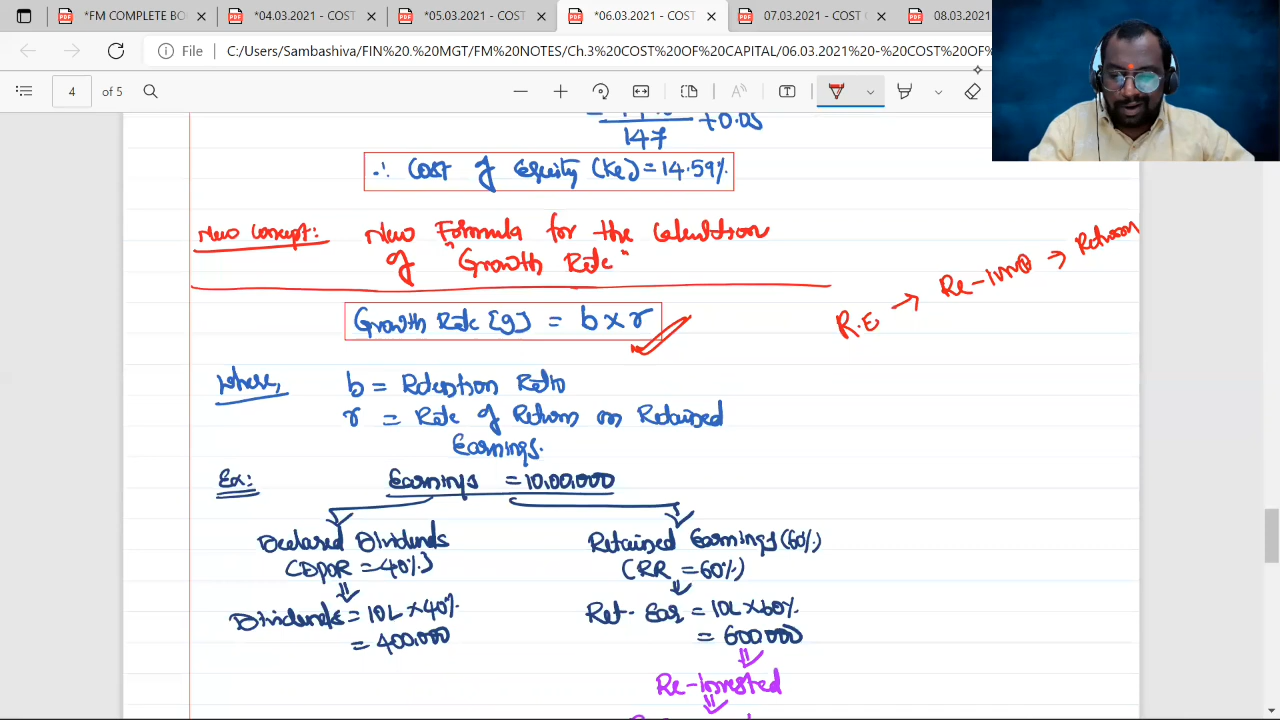 *FM COMPLETE BO
*04.03.2021 - COST
*05.03.2021 - COST
*06.03.2021 - COST
07.03.2021 - COST
08.03.2021
File C:/Users/Sambashiva/FIN%20.%20MGT/FM%20NOTES/Ch.3%20COST%20OF%20CAPITAL/06.03.2021%20-%20COST%20OF%
4 of 5
147 + 0.05
∴ Cost of Equity (Ke) = 14.59%
New Concept: New Formula for the Calculation
of "Growth Rate"
Growth Rate [g] = b × r
R.E → Re-inv → Return
Where, b = Retention Ratio
r = Rate of Return on Retained
Earnings.
Ex: Earnings = 10,00,000
Declared Dividends
(DPOR = 40%)
Dividends = 10L × 40%
= 400,000
Retained Earnings (60%)
(RR = 60%)
Ret. Ear = 10L × 60%
= 600,000
Re-invested